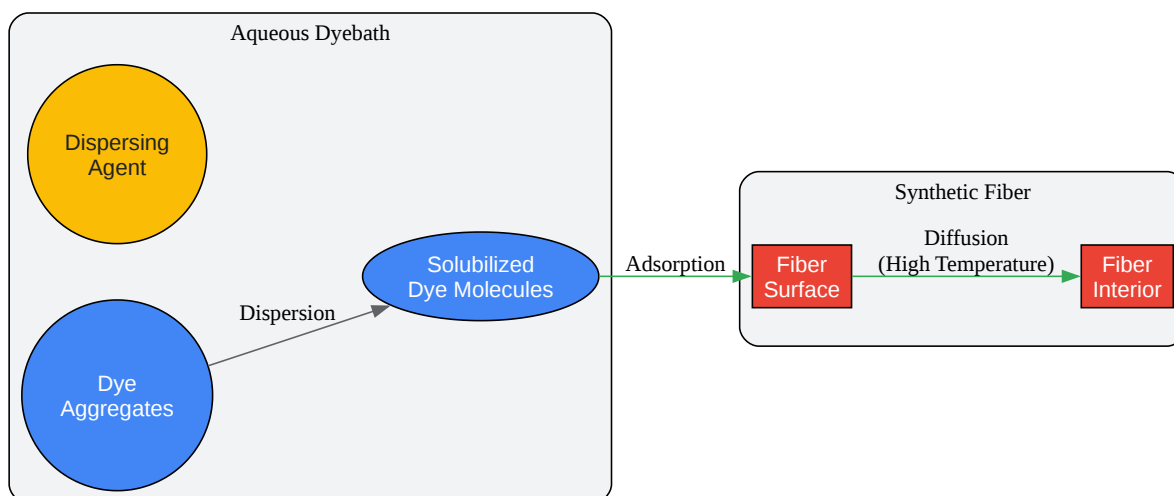 Aqueous Dyebath
Dispersing
Agent
Dye
Aggregates
Dispersion
Solubilized
Dye Molecules
Adsorption
Synthetic Fiber
Fiber
Surface
Diffusion
(High Temperature)
Fiber
Interior